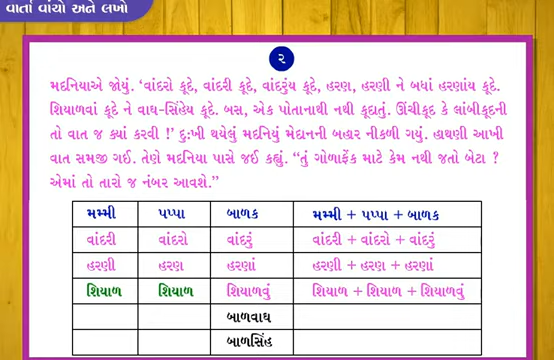 વાર્તા વાંચો અને લખો
૨
મદનિયાએ જોયું. ‘વાંદરો કૂદે, વાંદરી કૂદે, વાંદરુંય કૂદે, હરણ, હરણી ને બધાં હરણાંય કૂદે.
શિયાળવાં કૂદે ને વાઘ-સિંહેય કૂદે. બસ, એક પોતાનાથી નથી કૂદાતું. ઊંચીકૂદ કે લાંબીકૂદની
તો વાત જ ક્યાં કરવી !’ દુઃખી થયેલું મદનિયું મેદાનની બહાર નીકળી ગયું. હાથણી આખી
વાત સમજી ગઈ. તેણે મદનિયા પાસે જઈ કહ્યું. “તું ગોળાફેંક માટે કેમ નથી જતો બેટા ?
એમાં તો તારો જ નંબર આવશે.”
મમ્મી પપ્પા બાળક મમ્મી + પપ્પા + બાળક
વાંદરી વાંદરો વાંદરું વાંદરી + વાંદરો + વાંદરું
હરણી હરણ હરણાં હરણી + હરણ + હરણાં
શિયાળ શિયાળ શિયાળવું શિયાળ + શિયાળ + શિયાળવું
બાળવાઘ
બાળસિંહ